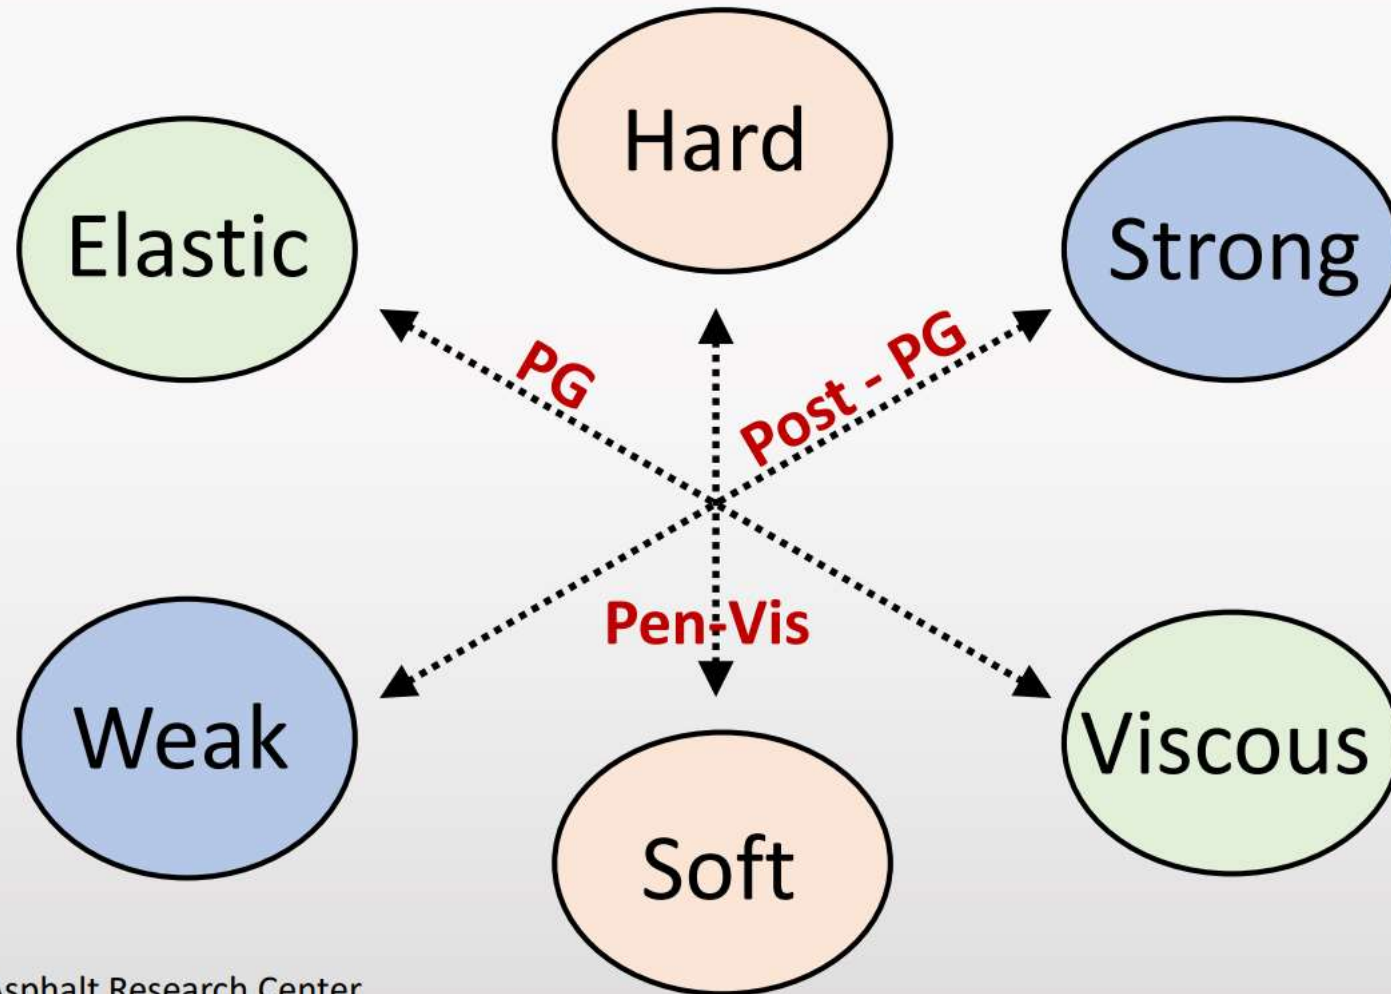 Hard
Elastic
Strong
PG
Post - PG
Pen-Vis
Weak
Viscous
Soft
Asphalt Research Center